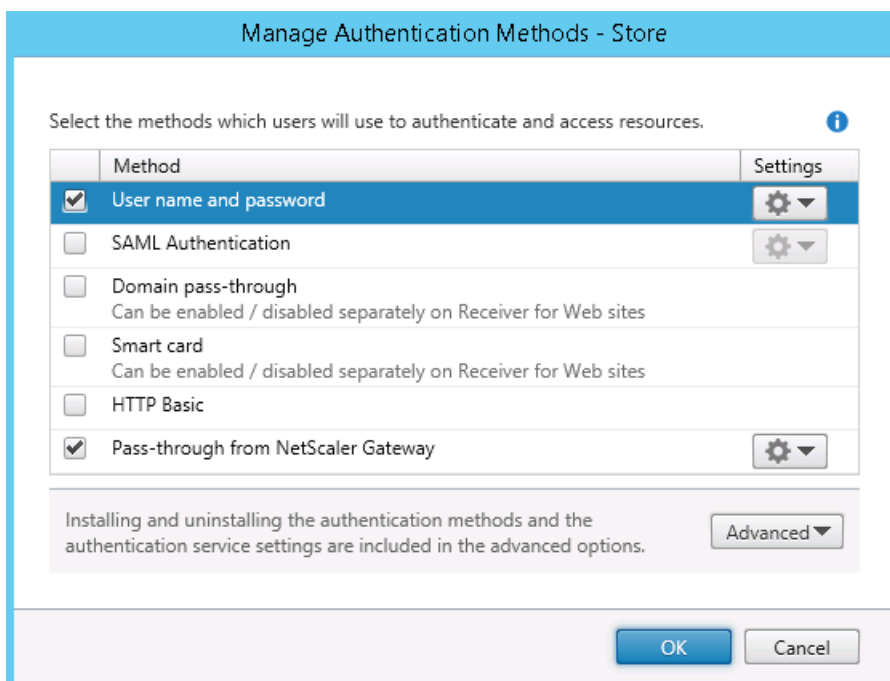 Manage Authentication Methods - Store
Select the methods which users will use to authenticate and access resources.
Method Settings
User name and password
SAML Authentication
Domain pass-through
Can be enabled / disabled separately on Receiver for Web sites
Smart card
Can be enabled / disabled separately on Receiver for Web sites
HTTP Basic
Pass-through from NetScaler Gateway
Installing and uninstalling the authentication methods and the
authentication service settings are included in the advanced options.
Advanced
OK Cancel